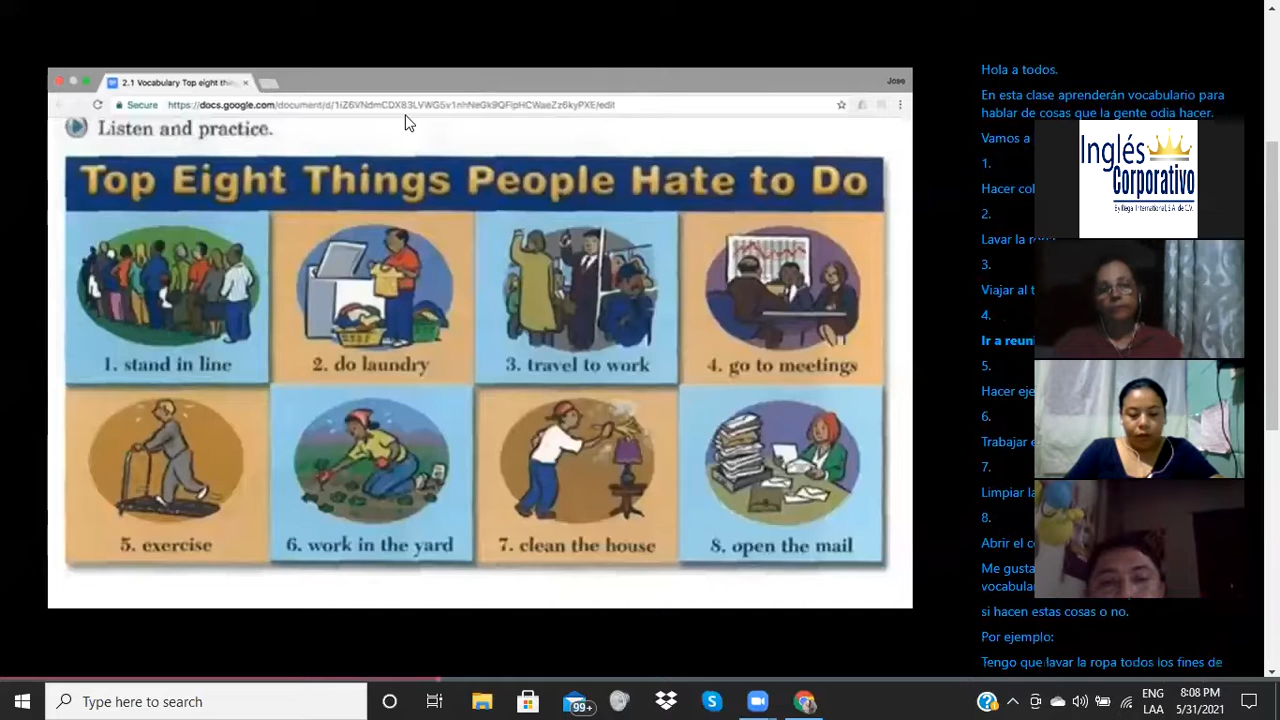 2.1 Vocabulary Top eight thi
Jose
Secure
Listen and practice.
Top Eight Things People Hate to Do
1. stand in line
2. do laundry
3. travel to work
4. go to meetings
5. exercise
6. work in the yard
7. clean the house
8. open the mail
Hola a todos.
En esta clase aprenderán vocabulario para
hablar de cosas que la gente odia hacer.
Vamos a
1.
Hacer col
2.
Lavar la
3.
Viajar al t
4.
Ir a reun
5.
Hacer eje
6.
Trabajar e
7.
Limpiar la
8.
Abrir el c
Me gusta
vocabula
si hacen estas cosas o no.
Por ejemplo:
Tengo que lavar la ropa todos los fines de
Inglés
Corporativo
Type here to search
99+
ENG
LAA
8:08 PM
5/31/2021